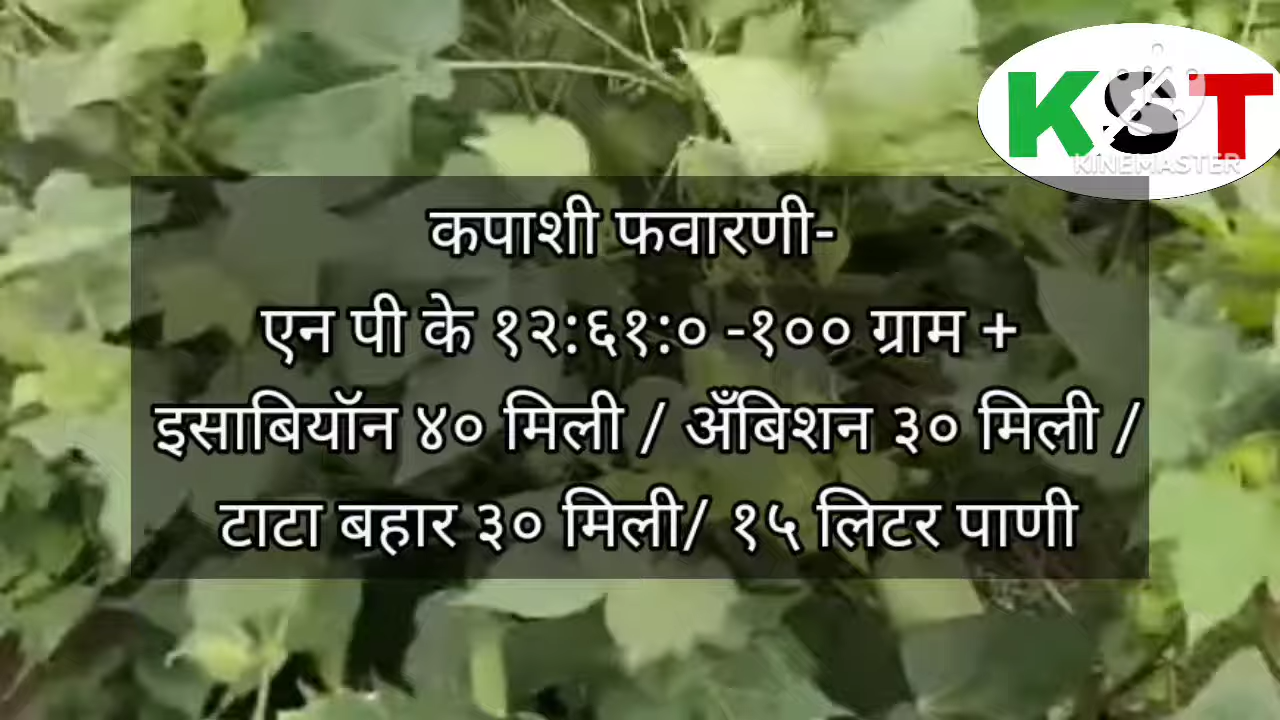 KST
KINEMASTER
कपाशी फवारणी-
एन पी के १२:६१:० -१०० ग्राम +
इसाबियॉन ४० मिली / अँबिशन ३० मिली /
टाटा बहार ३० मिली/ १५ लिटर पाणी